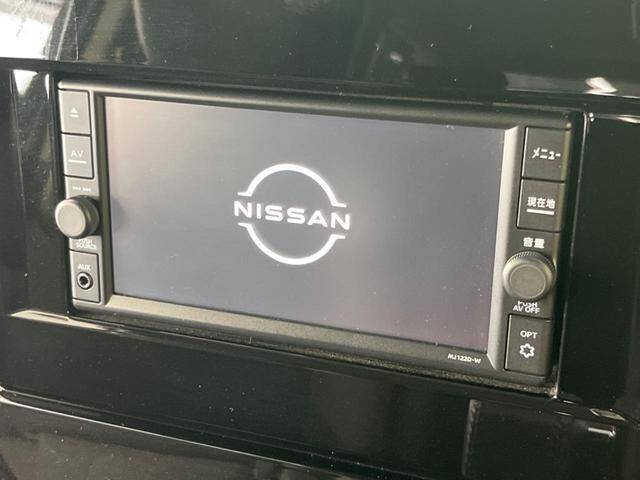 AV
PUSH
SOURCE
AUX
NISSAN
メニュー
現在地
音量
PUSH
AV OFF
OPT
MJ122D-W